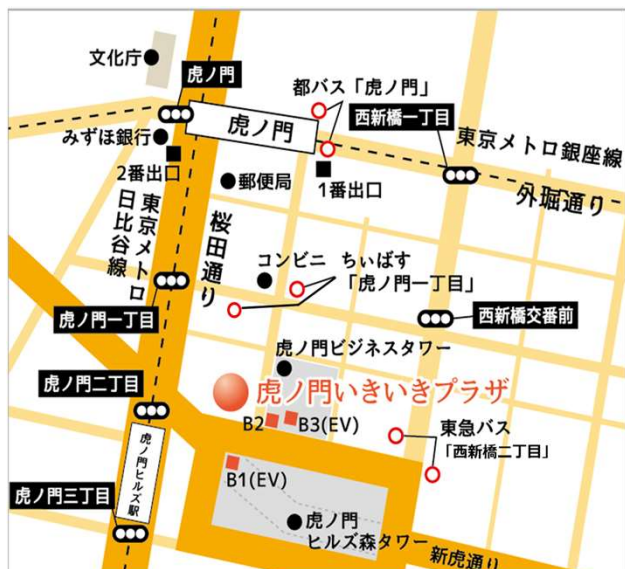 文化庁
虎ノ門
都バス「虎ノ門」
西新橋一丁目
みずほ銀行
虎ノ門
東京メトロ銀座線
2番出口
郵便局
1番出口
外堀通り
東京メトロ
日比谷線
桜田通り
コンビニ
ちぃばす
「虎ノ門一丁目」
虎ノ門一丁目
西新橋交番前
虎ノ門ビジネスタワー
虎ノ門二丁目
虎ノ門いきいきプラザ
B2
B3(EV)
東急バス
「西新橋二丁目」
虎ノ門ヒルズ駅
B1(EV)
虎ノ門三丁目
虎ノ門
ヒルズ森タワー
新虎通り